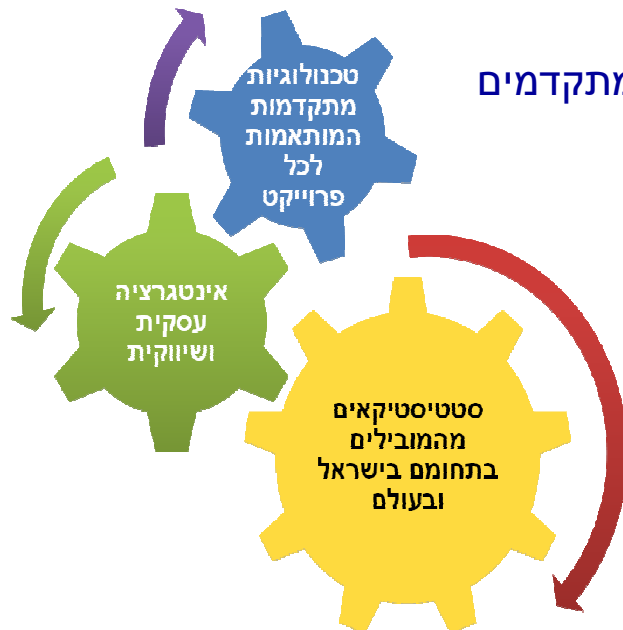 מתקדמים
טכנולוגיות
מתקדמות
המותאמות
לכל
פרוייקט
אינטגרציה
עסקית
ושיווקית
סטטיסטיקאים
מהמובילים
בתחומם בישראל
ובעולם